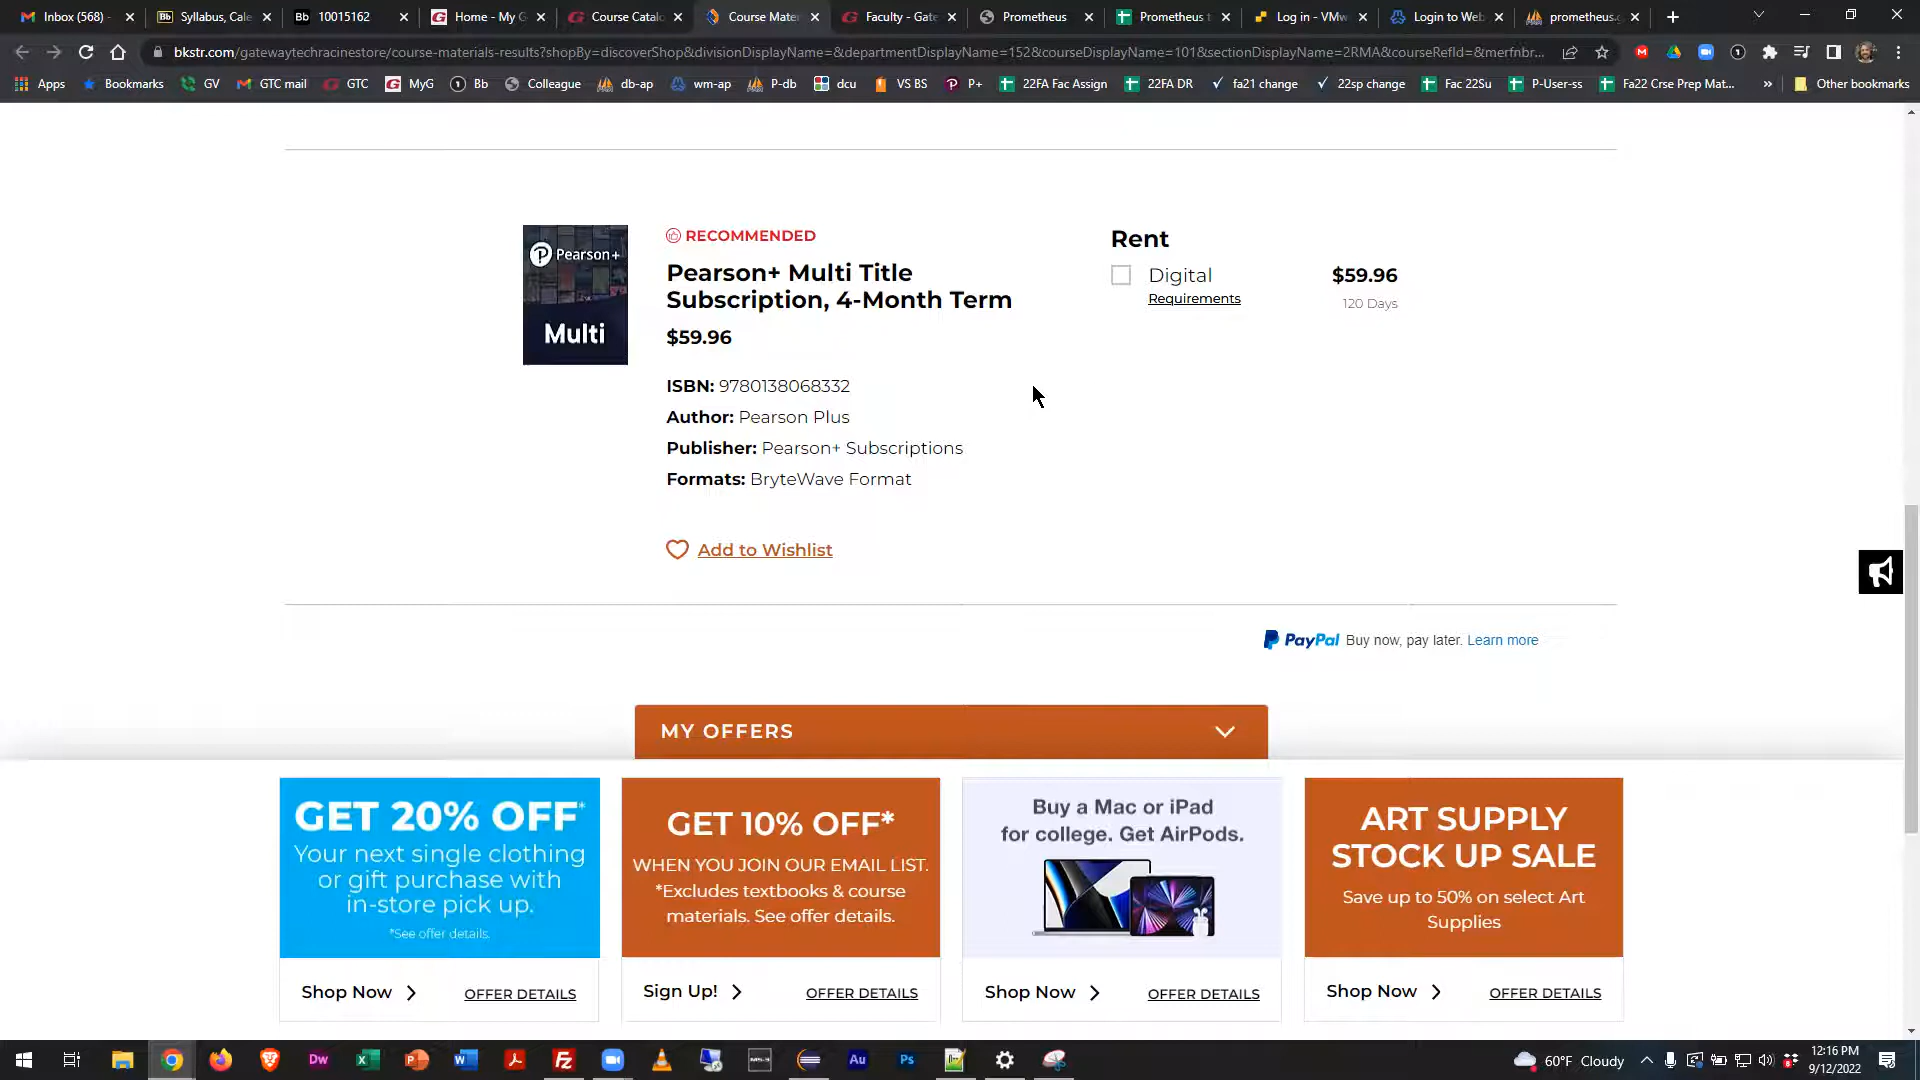 Inbox (568) -
Syllabus, Cale
10015162
Home - My G
Course Catalo
Course Mater
Faculty - Gate
Prometheus
Prometheus t
Log in - VMw
Login to Web
prometheus.g
bkstr.com/gatewaytechracinestore/course-materials-results?shopBy=discoverShop&divisionDisplayName=&departmentDisplayName=152&courseDisplayName=101&sectionDisplayName=2RMA&courseRefId=&merfnbr...
Apps
Bookmarks
GV
GTC mail
GTC
MyG
Bb
Colleague
db-ap
wm-ap
P-db
dcu
VS BS
P+
22FA Fac Assign
22FA DR
fa21 change
22sp change
Fac 22Su
P-User-ss
Fa22 Crse Prep Mat...
»
Other bookmarks
Pearson+
Multi
RECOMMENDED
Pearson+ Multi Title
Subscription, 4-Month Term
$59.96
ISBN: 9780138068332
Author: Pearson Plus
Publisher: Pearson+ Subscriptions
Formats: BryteWave Format
Add to Wishlist
Rent
Digital $59.96
Requirements 120 Days
PayPal Buy now, pay later. Learn more
MY OFFERS
GET 20% OFF*
Your next single clothing
or gift purchase with
in-store pick up.
*See offer details.
Shop Now OFFER DETAILS
GET 10% OFF*
WHEN YOU JOIN OUR EMAIL LIST.
*Excludes textbooks & course
materials. See offer details.
Sign Up! OFFER DETAILS
Buy a Mac or iPad
for college. Get AirPods.
Shop Now OFFER DETAILS
ART SUPPLY
STOCK UP SALE
Save up to 50% on select Art
Supplies
Shop Now OFFER DETAILS
60°F Cloudy
12:16 PM
9/12/2022